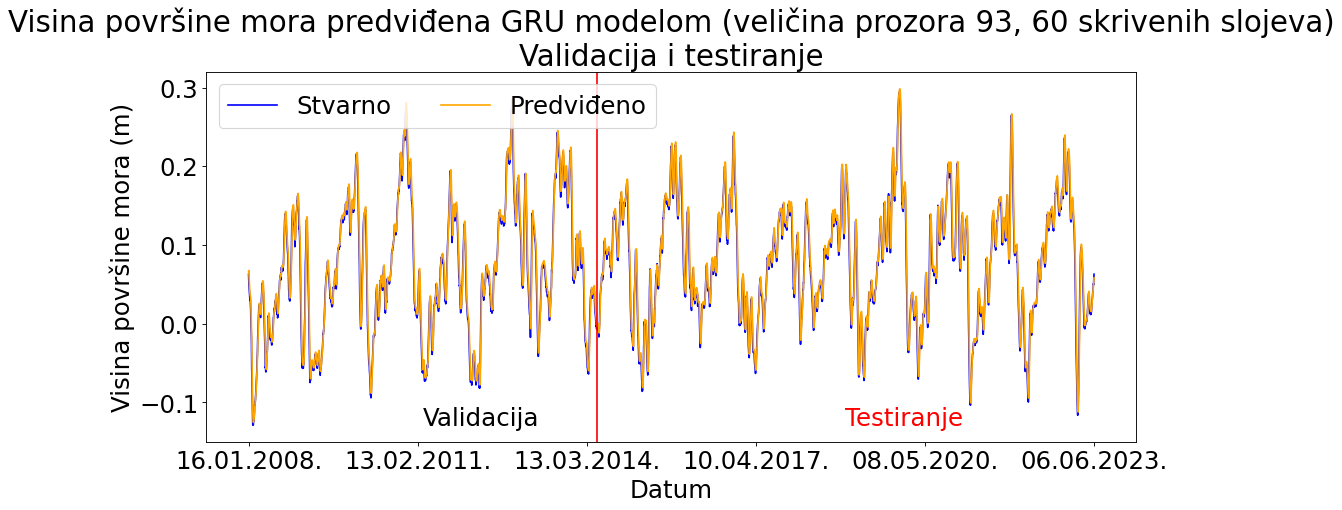 Visina površine mora predviđena GRU modelom (veličina prozora 93, 60 skrivenih slojeva)
Validacija i testiranje
Stvarno
Predviđeno
Visina površine mora (m)
0.3
0.2
0.1
0.0
−0.1
Validacija
Testiranje
16.01.2008.
13.02.2011.
13.03.2014.
10.04.2017.
08.05.2020.
06.06.2023.
Datum